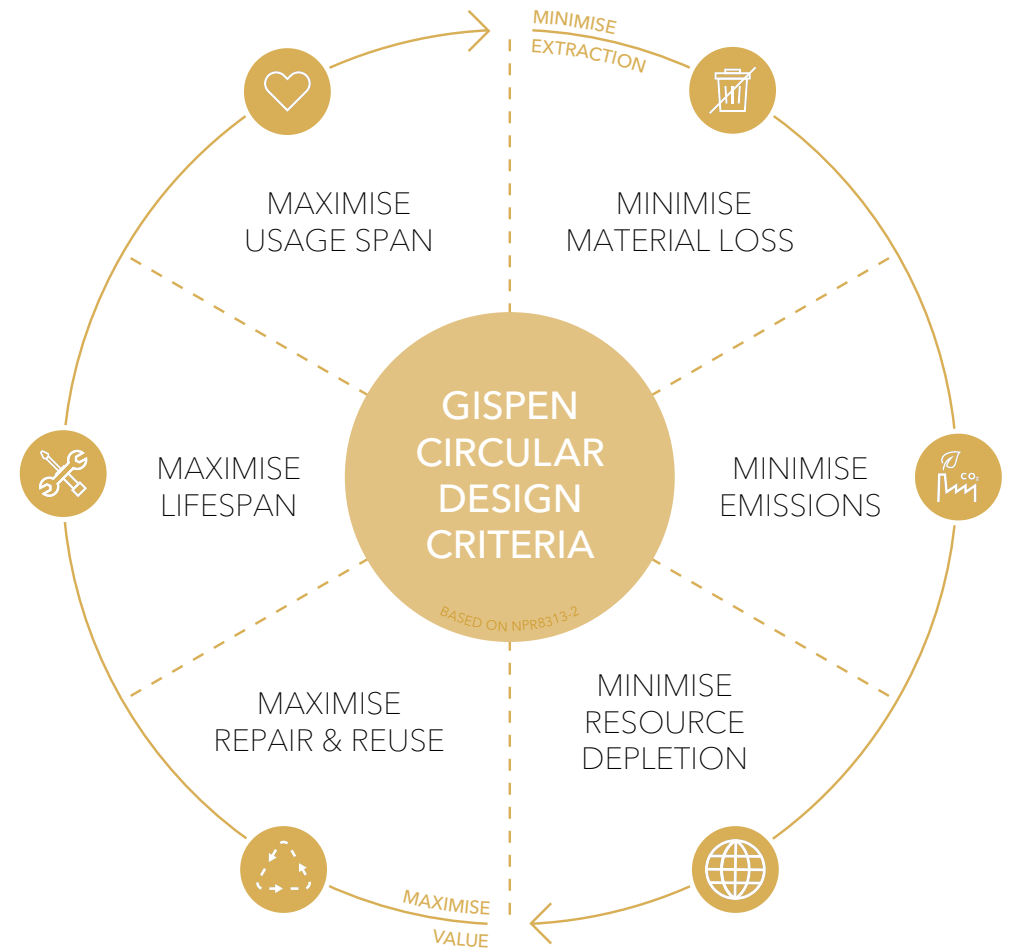 MINIMISE
EXTRACTION
MAXIMISE
USAGE SPAN
MINIMISE
MATERIAL LOSS
GISPEN
CIRCULAR
DESIGN
CRITERIA
BASED ON NPR8313-2
MAXIMISE
LIFESPAN
MINIMISE
EMISSIONS
CO₂
MAXIMISE
REPAIR & REUSE
MINIMISE
RESOURCE
DEPLETION
MAXIMISE
VALUE